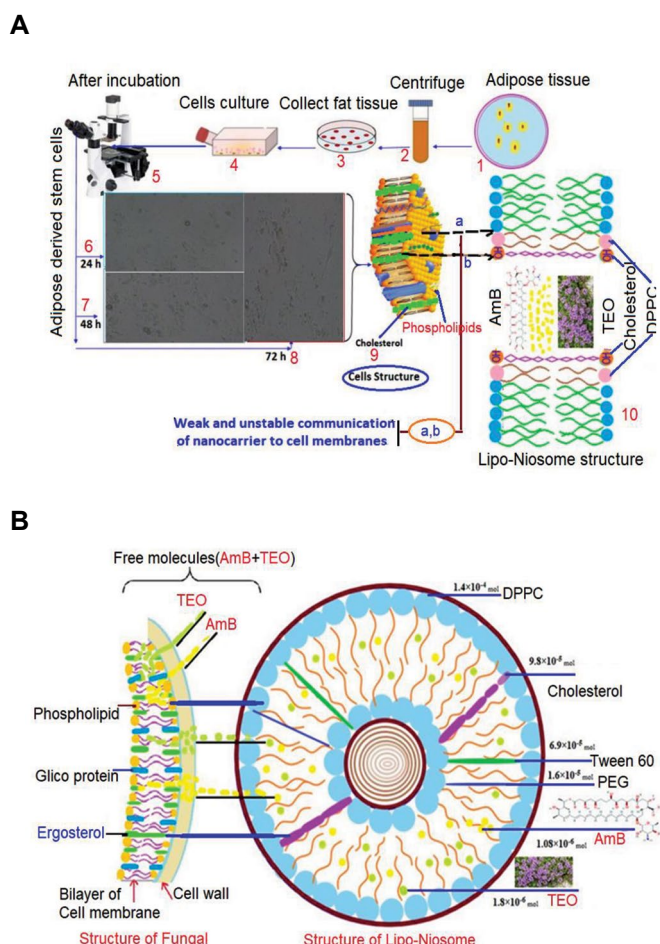 A
After incubation
Cells culture
Collect fat tissue
Centrifuge
Adipose tissue
1
2
3
4
5
Adipose derived stem cells
6
24 h
7
48 h
72 h
8
a
b
Phospholipids
Cholesterol
9
Cells Structure
AmB
TEO
Cholesterol
DPPC
10
Weak and unstable communication
of nanocarrier to cell membranes
a,b
Lipo-Niosome structure
B
Free molecules(AmB+TEO)
TEO
AmB
Phospholipid
Glico protein
Ergosterol
Bilayer of
Cell membrane
Cell wall
Structure of Fungal
1.4×10⁻⁴ mol
DPPC
9.8×10⁻⁵ mol
Cholesterol
6.9×10⁻⁵ mol
Tween 60
1.6×10⁻⁵ mol
PEG
AmB
1.08×10⁻⁶ mol
TEO
1.8×10⁻⁶ mol
Structure of Lipo-Niosome